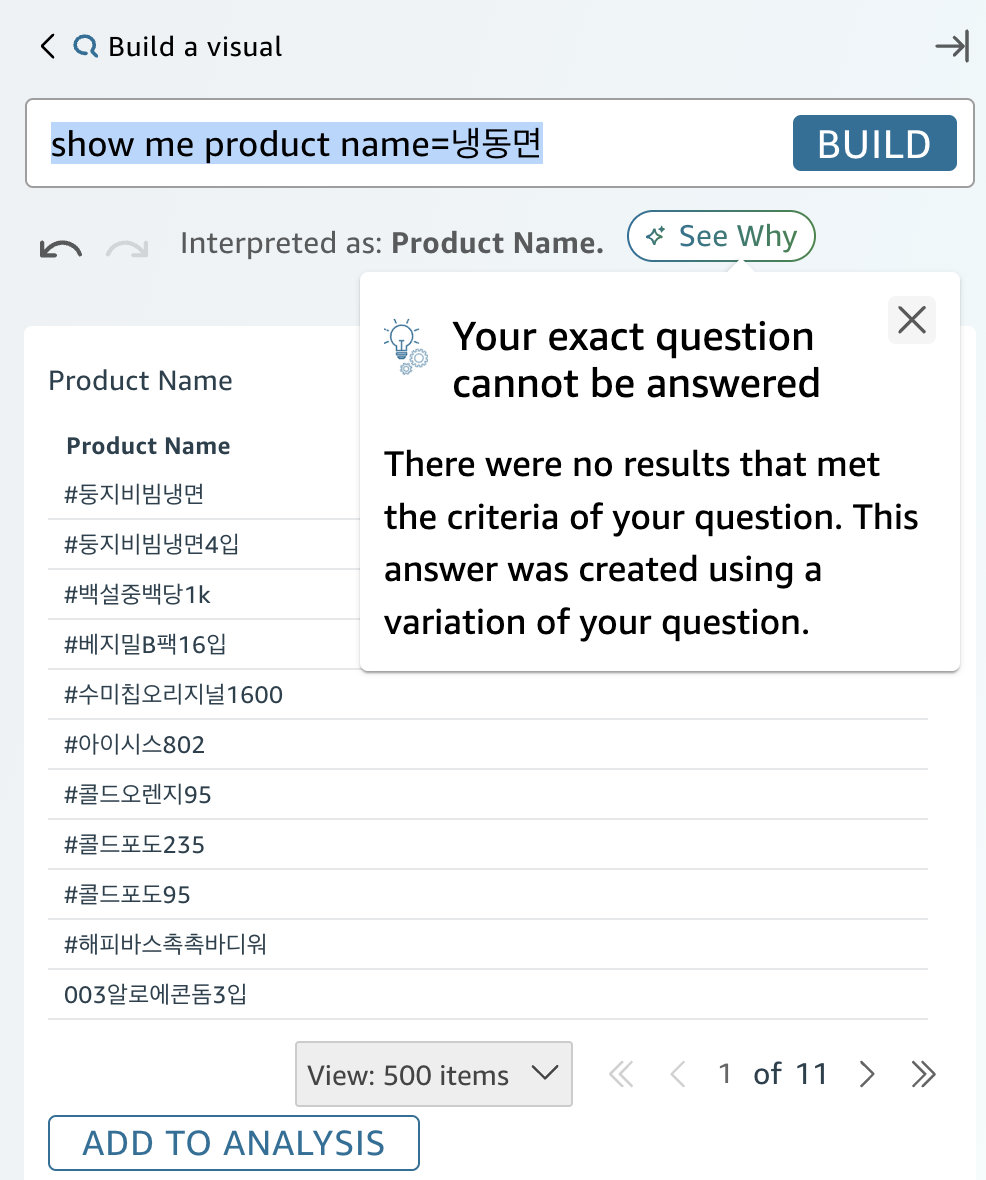 Build a visual
show me product name=냉동면
BUILD
Interpreted as: Product Name.
See Why
Your exact question
cannot be answered
There were no results that met
the criteria of your question. This
answer was created using a
variation of your question.
Product Name
Product Name
#둥지비빔냉면
#둥지비빔냉면4입
#백설중백당1k
#베지밀B팩16입
#수미칩오리지널1600
#아이시스802
#콜드오렌지95
#콜드포도235
#콜드포도95
#해피바스촉촉바디워
003알로에콘돔3입
View: 500 items
1 of 11
ADD TO ANALYSIS